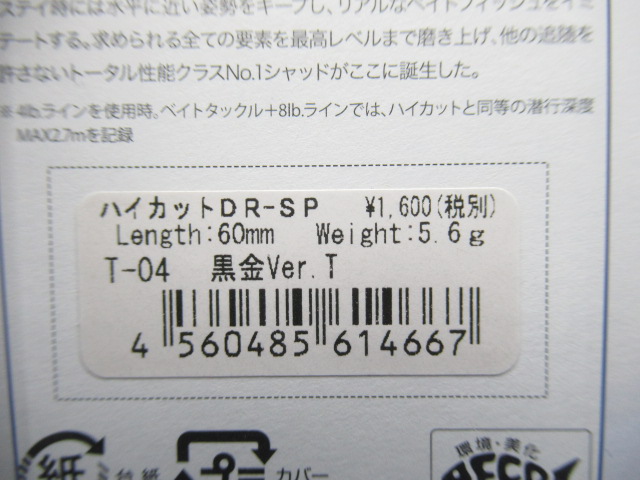 ステイ時には水平に近い姿勢をキープし、リアルなベイトフィッシュをイミ
テートする。求められる全ての要素を最高レベルまで磨き上げ、他の追随を
許さないトータル性能クラスNo.1シャッドがここに誕生した。
※4lb.ラインを使用時。ベイトタックル+8lb.ラインでは、ハイカットと同等の潜行深度
MAX2.7mを記録
ハイカットDR-SP ¥1,600(税別)
Length:60mm Weight:5.6g
T-04 黒金Ver.T
4 560485 614667
環境・美化
紙 台紙 カバー